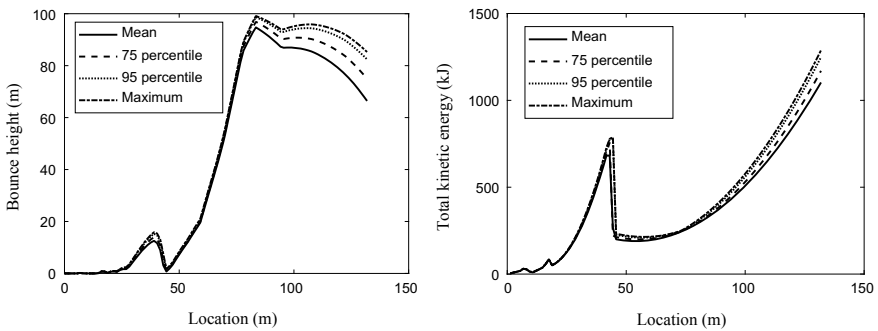 Bounce height (m)
100
80
60
40
20
0
Mean
75 percentile
95 percentile
Maximum
0
50
100
150
Location (m)
Total kinetic energy (kJ)
1500
1000
500
0
Mean
75 percentile
95 percentile
Maximum
0
50
100
150
Location (m)